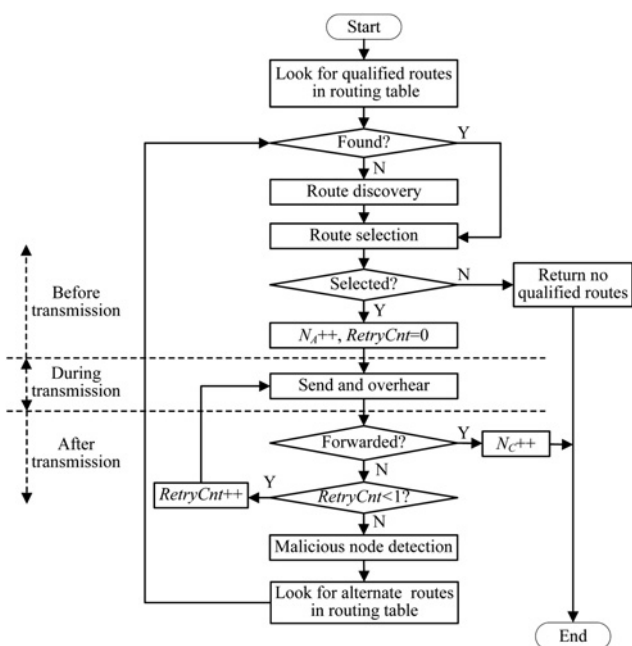 Start
Look for qualified routes
in routing table
Found?
Y
N
Route discovery
Route selection
Selected?
N
Return no
qualified routes
Y
Before
transmission
N_A++, RetryCnt=0
During
transmission
Send and overhear
After
transmission
Forwarded?
Y
N_C++
N
RetryCnt++
Y
RetryCnt<1?
N
Malicious node detection
Look for alternate routes
in routing table
End